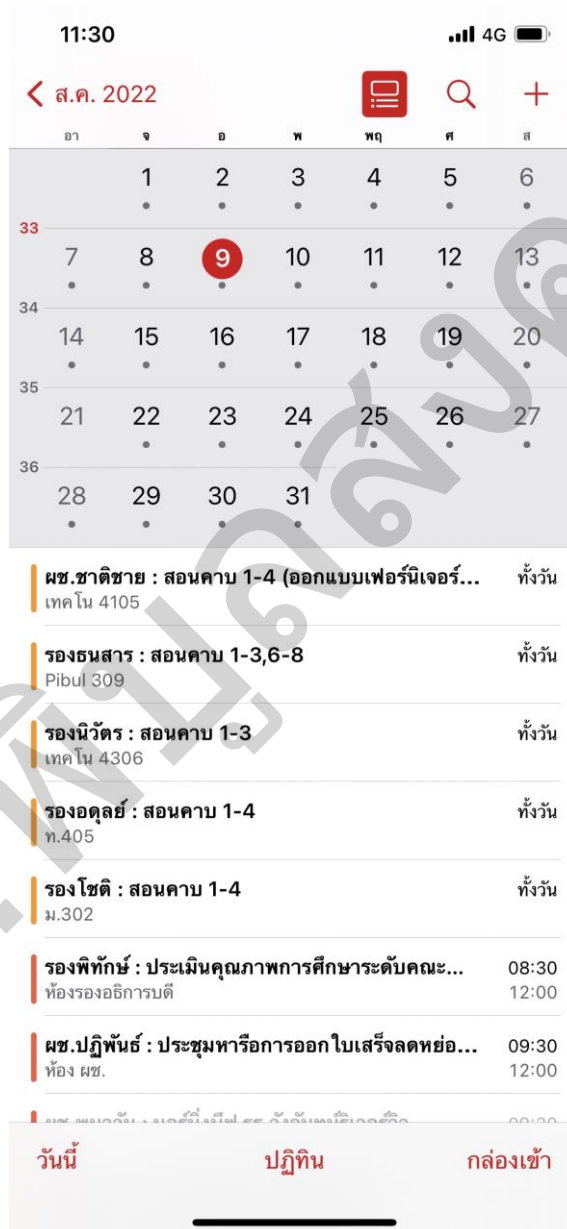 11:30 4G
ส.ค. 2022
อา จ อ พ พฤ ศ ส
1 2 3 4 5 6
33
7 8 9 10 11 12 13
34
14 15 16 17 18 19 20
35
21 22 23 24 25 26 27
36
28 29 30 31
ผช.ชาติชาย : สอนคาบ 1-4 (ออกแบบเฟอร์นิเจอร์... ทั้งวัน
เทคโน 4105
รองธนสาร : สอนคาบ 1-3,6-8 ทั้งวัน
Pibul 309
รองนิวัตร : สอนคาบ 1-3 ทั้งวัน
เทคโน 4306
รองอดุลย์ : สอนคาบ 1-4 ทั้งวัน
ท.405
รองโชติ : สอนคาบ 1-4 ทั้งวัน
ม.302
รองพิทักษ์ : ประเมินคุณภาพการศึกษาระดับคณะ... 08:30
ห้องรองอธิการบดี 12:00
ผช.ปฏิพันธ์ : ประชุมหารือการออกใบเสร็จลดหย่อ... 09:30
ห้อง ผช. 12:00
09:30
วันนี้ ปฏิทิน กล่องเข้า